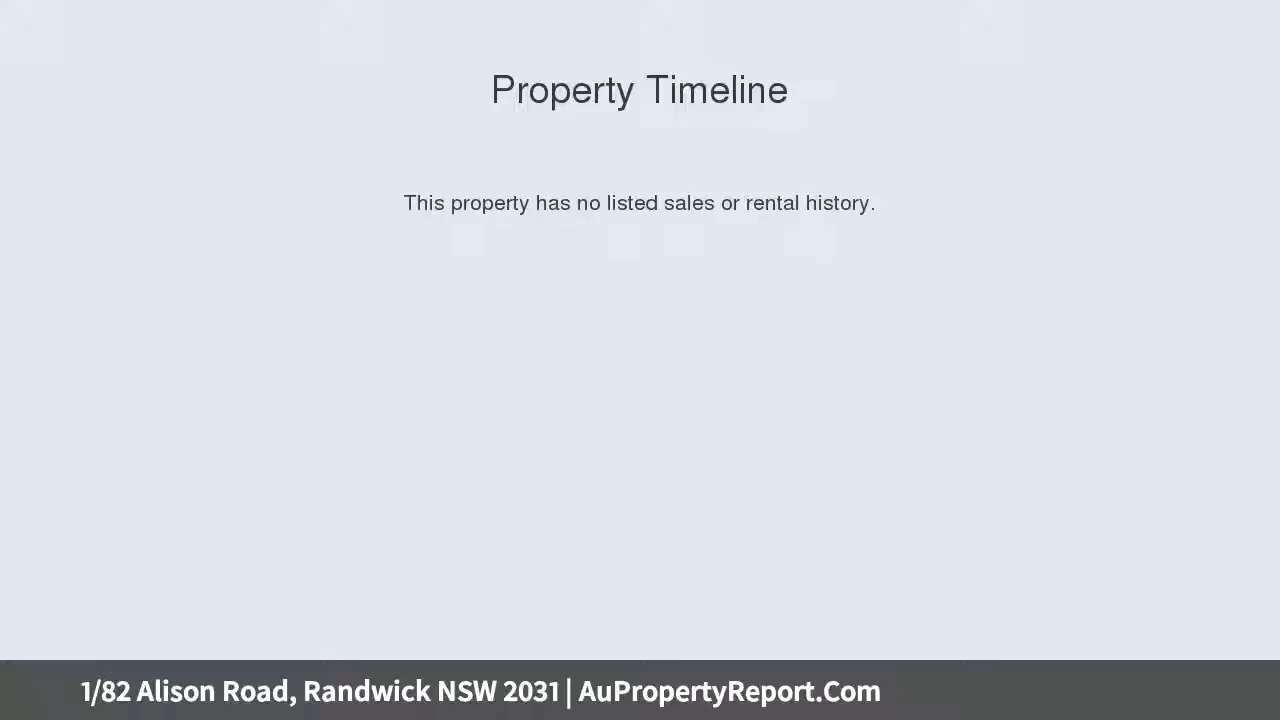 Property Timeline
This property has no listed sales or rental history.
1/82 Alison Road, Randwick NSW 2031 | AuPropertyReport.Com